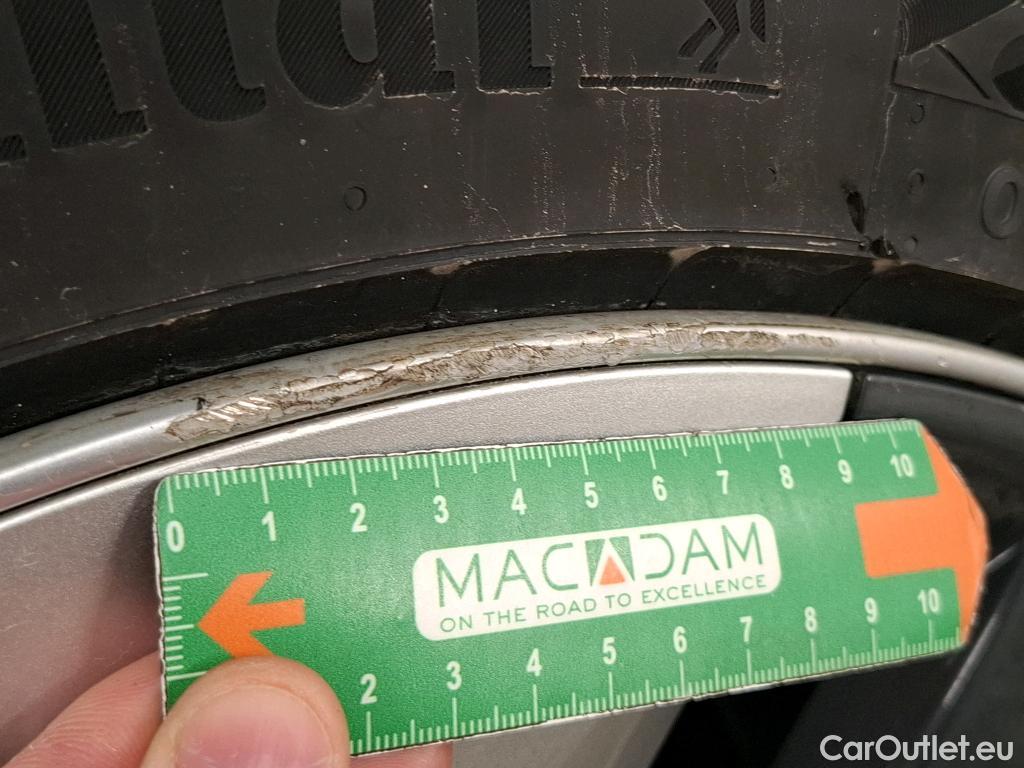 0 1 2 3 4 5 6 7 8 9 10
MACADAM
ON THE ROAD TO EXCELLENCE
2 3 4 5 6 7 8 9 10
CarOutlet.eu